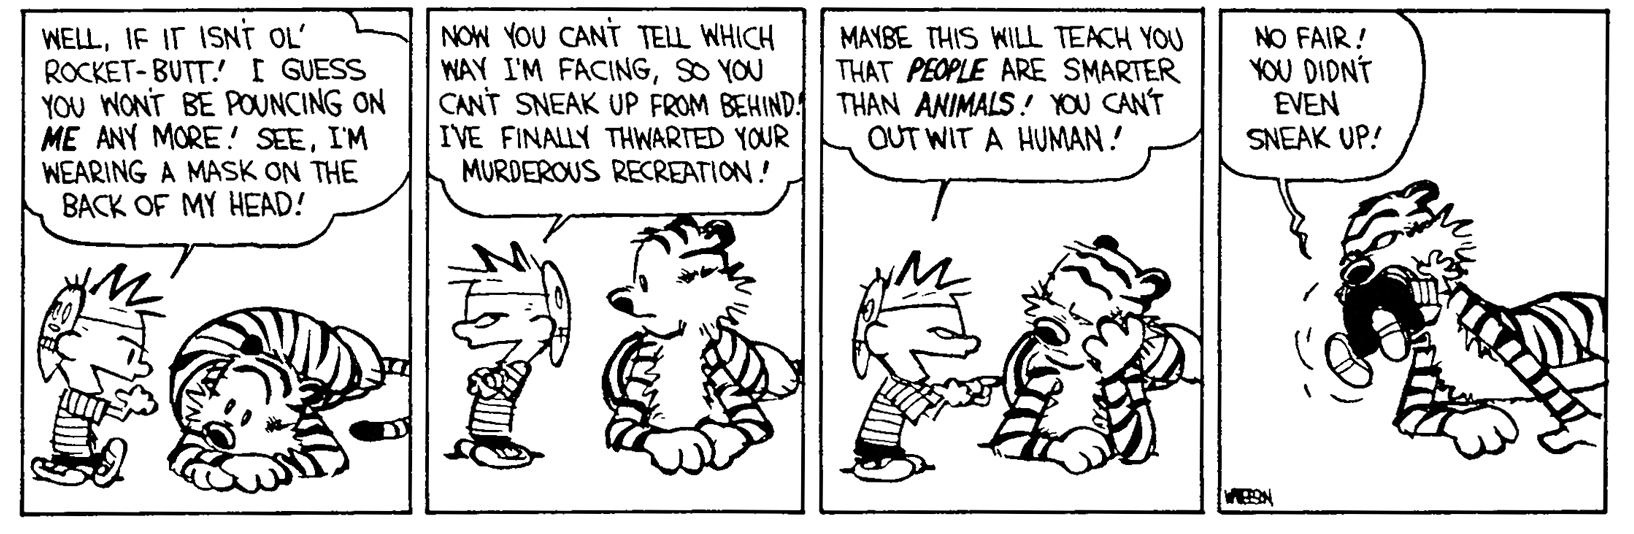 WELL, IF IT ISN'T OL'
ROCKET-BUTT! I GUESS
YOU WON'T BE POUNCING ON
ME ANY MORE! SEE, I'M
WEARING A MASK ON THE
BACK OF MY HEAD!
NOW YOU CAN'T TELL WHICH
WAY I'M FACING, SO YOU
CAN'T SNEAK UP FROM BEHIND!
I'VE FINALLY THWARTED YOUR
MURDEROUS RECREATION!
MAYBE THIS WILL TEACH YOU
THAT PEOPLE ARE SMARTER
THAN ANIMALS! YOU CAN'T
OUTWIT A HUMAN!
NO FAIR!
YOU DIDN'T
EVEN
SNEAK UP!
WATTERSON